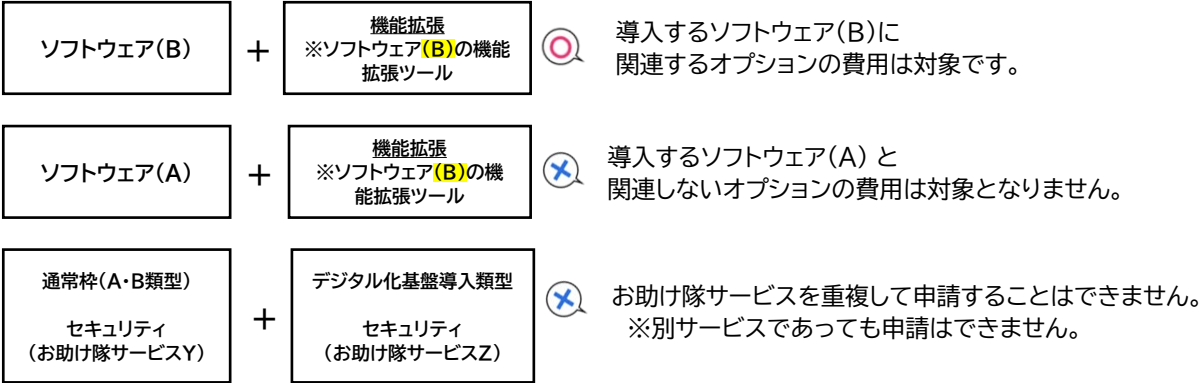 ソフトウェア(B)
＋
機能拡張
※ソフトウェア(B)の機能
拡張ツール
導入するソフトウェア(B)に
関連するオプションの費用は対象です。
ソフトウェア(A)
＋
機能拡張
※ソフトウェア(B)の機
能拡張ツール
導入するソフトウェア(A) と
関連しないオプションの費用は対象となりません。
通常枠(A・B類型)
セキュリティ
(お助け隊サービスY)
＋
デジタル化基盤導入類型
セキュリティ
(お助け隊サービスZ)
お助け隊サービスを重複して申請することはできません。
※別サービスであっても申請はできません。